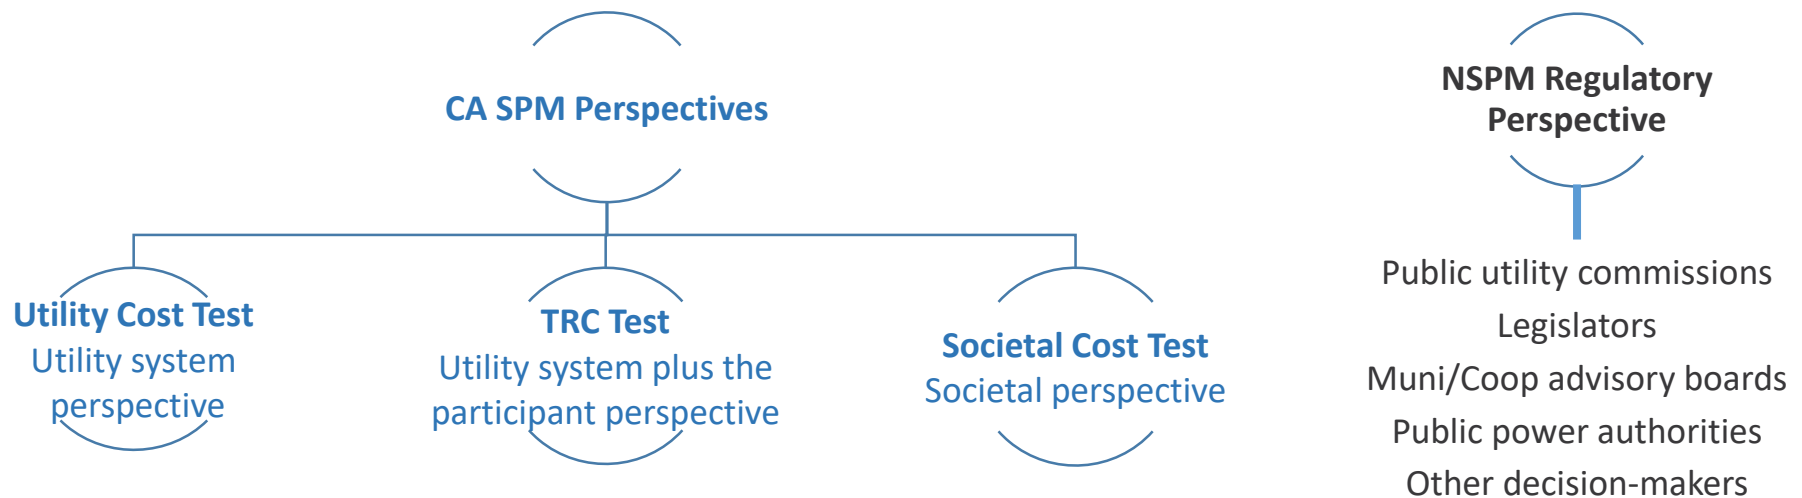 CA SPM Perspectives
Utility Cost Test
Utility system
perspective
TRC Test
Utility system plus the
participant perspective
Societal Cost Test
Societal perspective
NSPM Regulatory
Perspective
Public utility commissions
Legislators
Muni/Coop advisory boards
Public power authorities
Other decision-makers